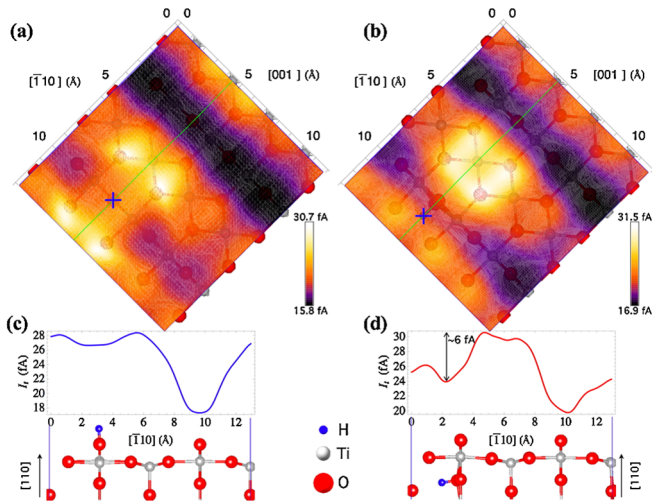 (a)
0 0
[1̅10] (Å)
5
5
[001] (Å)
10
10
30.7 fA
15.8 fA
(b)
0 0
[1̅10] (Å)
5
5
[001] (Å)
10
10
31.5 fA
16.9 fA
(c)
28
26
24
22
20
18
Jt (fA)
0 2 4 6 8 10 12
[1̅10] (Å)
[110]
(d)
30
28
26
24
22
20
Jt (fA)
~6 fA
0 2 4 6 8 10 12
[1̅10] (Å)
[110]
H
Ti
O